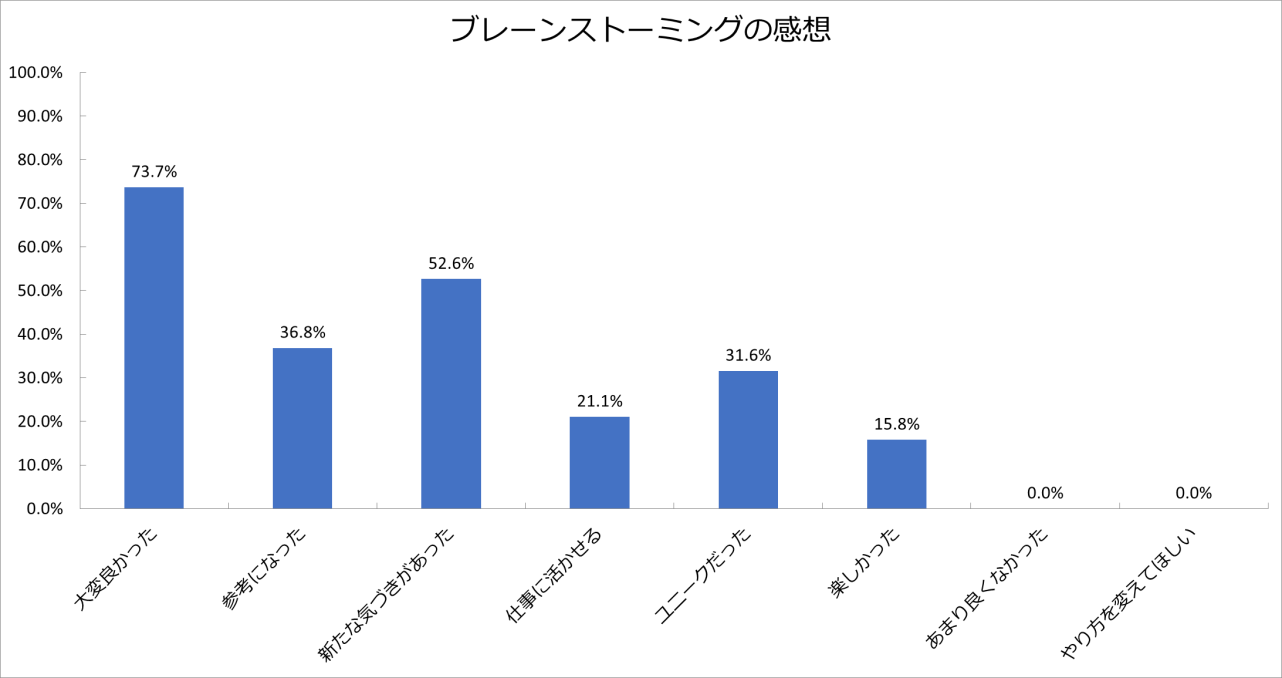 ブレーンストーミングの感想
100.0%
90.0%
80.0%
70.0%
60.0%
50.0%
40.0%
30.0%
20.0%
10.0%
0.0%
73.7%
36.8%
52.6%
21.1%
31.6%
15.8%
0.0%
0.0%
大変良かった
参考になった
新たな気づきがあった
仕事に活かせる
ユニークだった
楽しかった
あまり良くなかった
やり方を変えてほしい